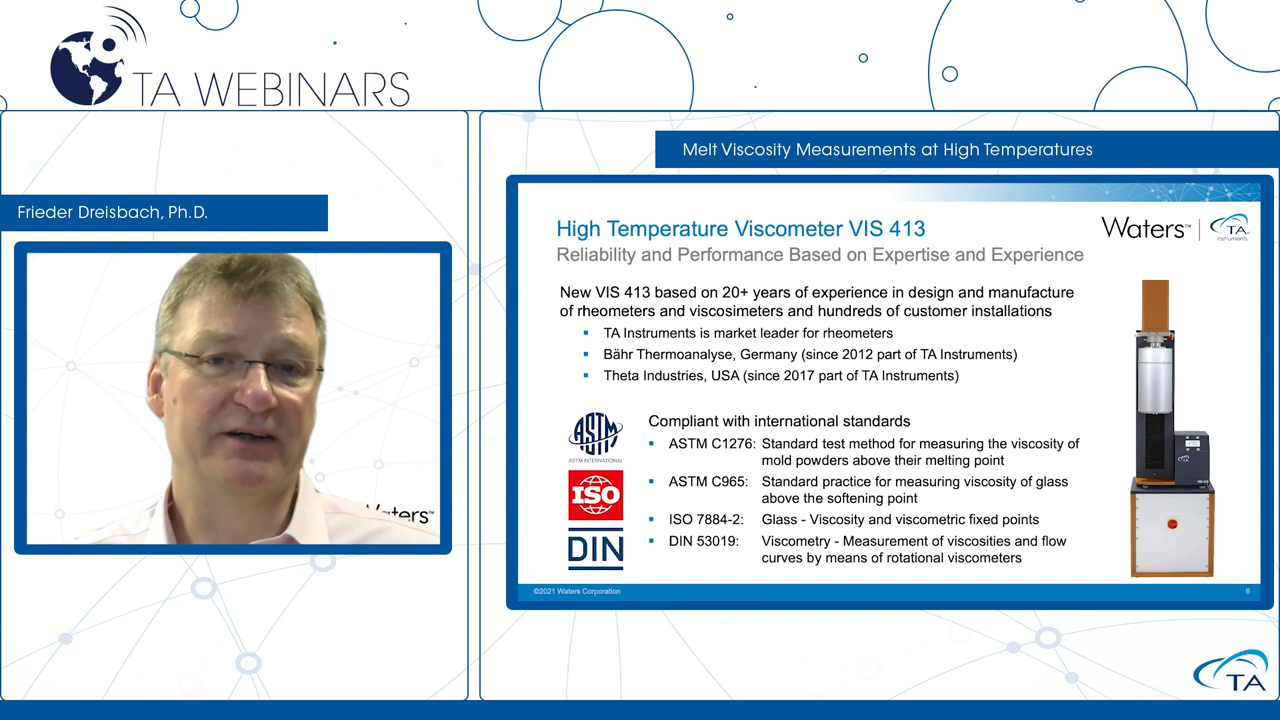 TA WEBINARS
Melt Viscosity Measurements at High Temperatures
Frieder Dreisbach, Ph.D.
Waters™
High Temperature Viscometer VIS 413
Reliability and Performance Based on Expertise and Experience
Waters™ | TA Instruments
New VIS 413 based on 20+ years of experience in design and manufacture
of rheometers and viscosimeters and hundreds of customer installations
▪ TA Instruments is market leader for rheometers
▪ Bähr Thermoanalyse, Germany (since 2012 part of TA Instruments)
▪ Theta Industries, USA (since 2017 part of TA Instruments)
ASTM
ASTM INTERNATIONAL
ISO
DIN
Compliant with international standards
▪ ASTM C1276: Standard test method for measuring the viscosity of
mold powders above their melting point
▪ ASTM C965: Standard practice for measuring viscosity of glass
above the softening point
▪ ISO 7884-2: Glass - Viscosity and viscometric fixed points
▪ DIN 53019: Viscometry - Measurement of viscosities and flow
curves by means of rotational viscometers
©2021 Waters Corporation
6
TA